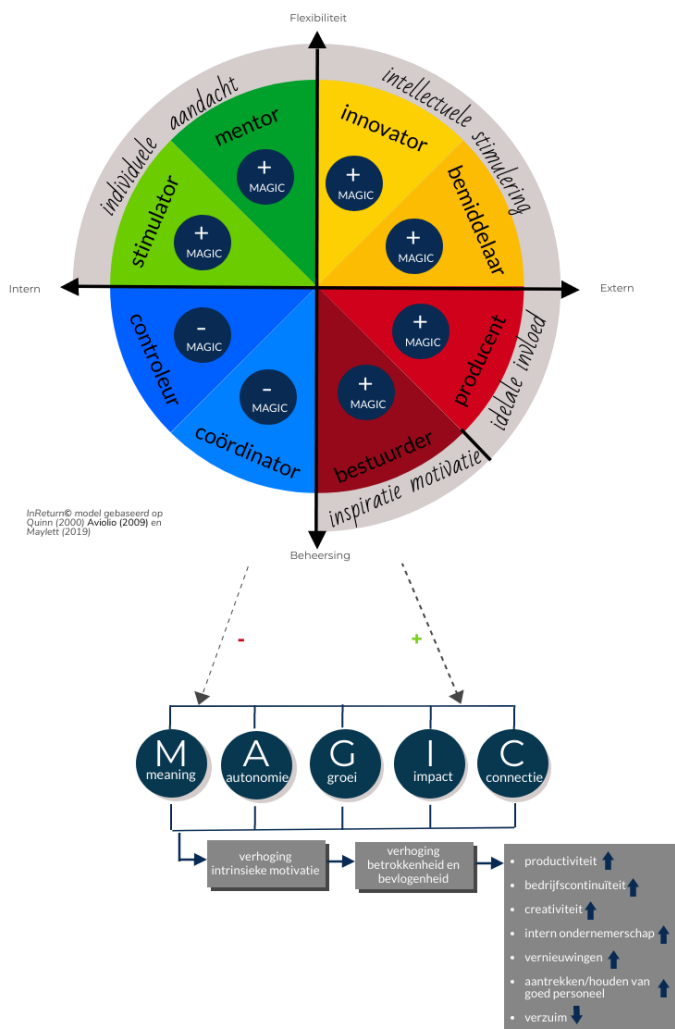 Flexibiliteit
individuele aandacht
intellectuele stimulering
mentor
innovator
+
MAGIC
+
MAGIC
stimulator
bemiddelaar
+
MAGIC
+
MAGIC
Intern
Extern
controleur
producent
-
MAGIC
+
MAGIC
idelale invloed
-
MAGIC
+
MAGIC
coördinator
bestuurder
inspiratie motivatie
InReturn© model gebaseerd op
Quinn (2000) Aviolio (2009) en
Maylett (2019)
Beheersing
- +
M A G I C
meaning autonomie groei impact connectie
verhoging
intrinsieke motivatie
verhoging
betrokkenheid en
bevlogenheid
• productiviteit
• bedrijfscontinuïteit
• creativiteit
• intern ondernemerschap
• vernieuwingen
• aantrekken/houden van
goed personeel
• verzuim